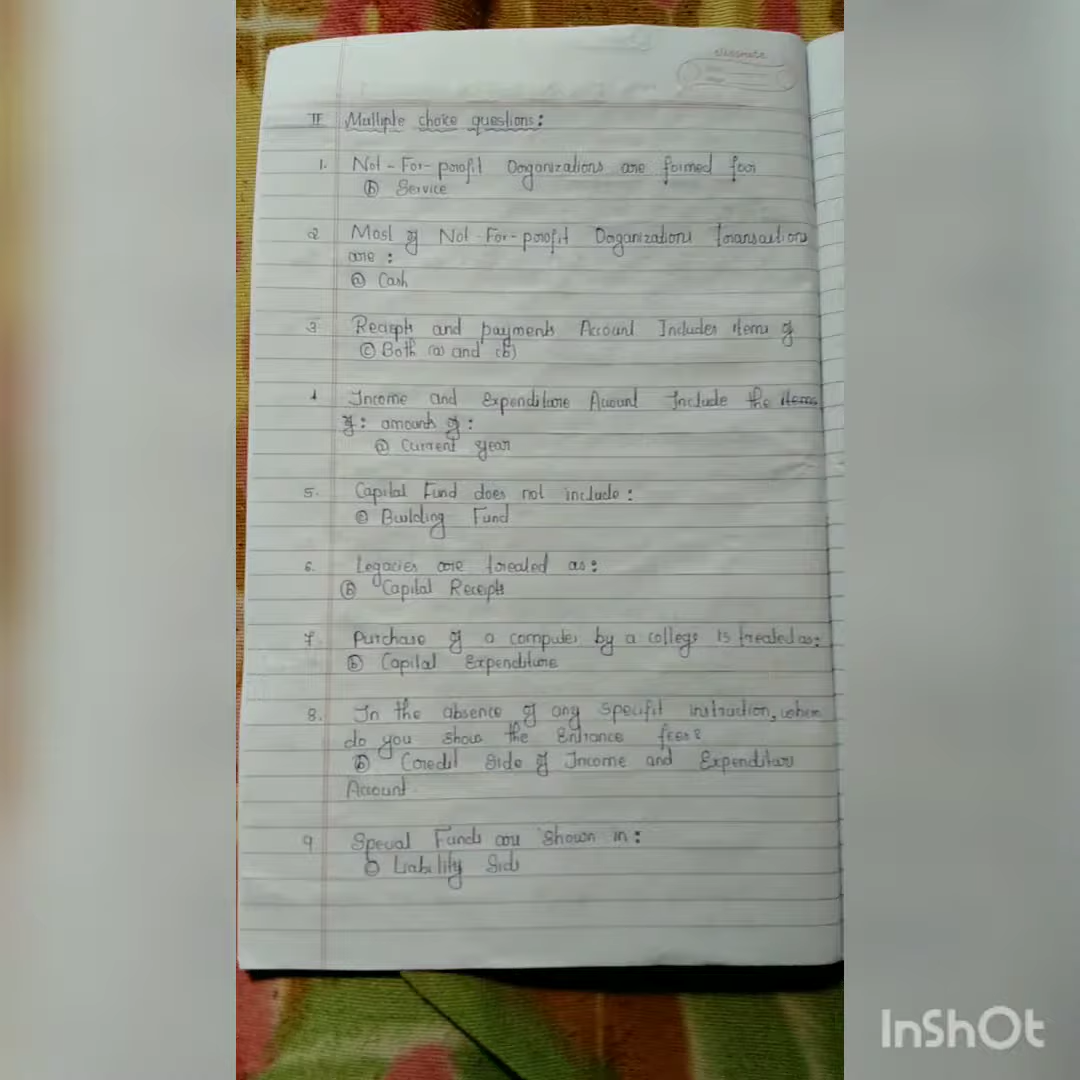 classmate
II Multiple choice questions:
1. Not-For-profit Organizations are formed for
(b) Service
2 Most of Not-For-profit Organizations transactions
are :
(a) Cash
3 Receipts and payments Account Includes items of
(c) Both (a) and (b)
4 Income and Expenditure Account Include the items
of: amounts of:
(a) Current year
5. Capital Fund does not include :
(c) Building Fund
6. Legacies are treated as:
(b) Capital Receipts
7. Purchase of a computer by a college is treated as:
(b) Capital Expenditure
8. In the absence of any specifit instruction, where
do you show the Entrance fees?
(b) Credit side of Income and Expenditure
Account
9 Special Funds are shown in :
Liability Side
InShOt